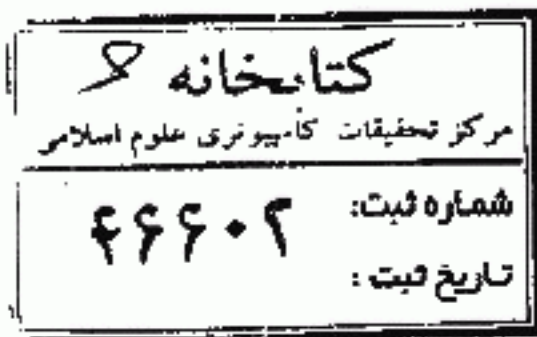 کتابخانه
مرکز تحقیقات کامپیوتری علوم اسلامی
شماره ثبت: ۴۶۶۰۲
تاریخ ثبت :